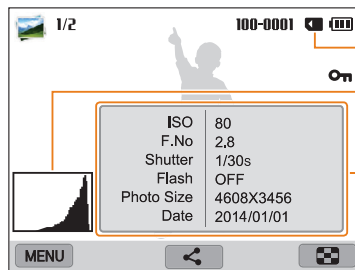 1/2
100-0001
ISO 80
F.No 2.8
Shutter 1/30s
Flash OFF
Photo Size 4608X3456
Date 2014/01/01
MENU